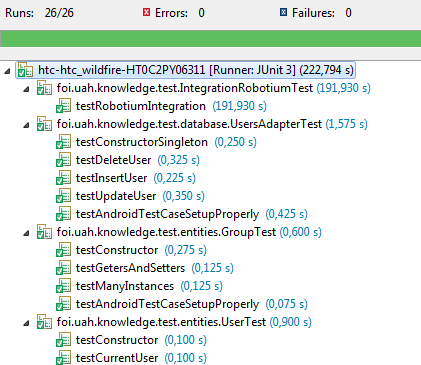 Runs: 26/26 Errors: 0 Failures: 0
htc-htc_wildfire-HT0C2PY06311 [Runner: JUnit 3] (222,794 s)
foi.uah.knowledge.test.IntegrationRobotiumTest (191,930 s)
testRobotiumIntegration (191,930 s)
foi.uah.knowledge.test.database.UsersAdapterTest (1,575 s)
testConstructorSingleton (0,250 s)
testDeleteUser (0,325 s)
testInsertUser (0,225 s)
testUpdateUser (0,350 s)
testAndroidTestCaseSetupProperly (0,425 s)
foi.uah.knowledge.test.entities.GroupTest (0,600 s)
testConstructor (0,275 s)
testGetersAndSetters (0,125 s)
testManyInstances (0,125 s)
testAndroidTestCaseSetupProperly (0,075 s)
foi.uah.knowledge.test.entities.UserTest (0,900 s)
testConstructor (0,100 s)
testCurrentUser (0,100 s)